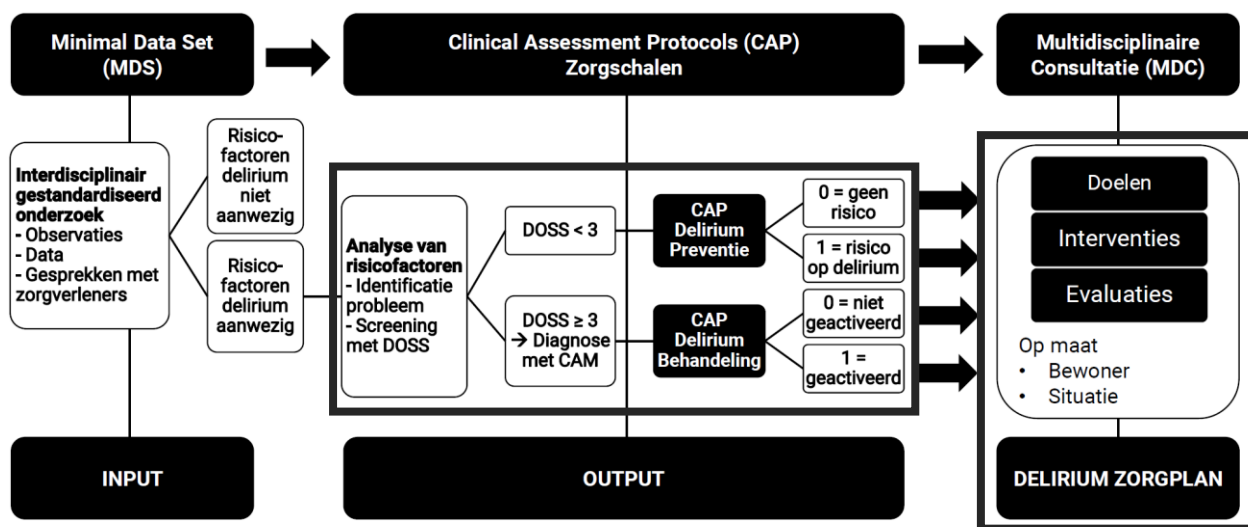 Minimal Data Set
(MDS)
Clinical Assessment Protocols (CAP)
Zorgschalen
Multidisciplinaire
Consultatie (MDC)
Interdisciplinair
gestandardiseerd
onderzoek
- Observaties
- Data
- Gesprekken met
zorgverleners
Risico-
factoren
delirium
niet
aanwezig
Risico-
factoren
delirium
aanwezig
Analyse van
risicofactoren
- Identificatie
probleem
- Screening
met DOSS
DOSS < 3
DOSS ≥ 3
→ Diagnose
met CAM
CAP
Delirium
Preventie
CAP
Delirium
Behandeling
0 = geen
risico
1 = risico
op delirium
0 = niet
geactiveerd
1 =
geactiveerd
Doelen
Interventies
Evaluaties
Op maat
• Bewoner
• Situatie
INPUT
OUTPUT
DELIRIUM ZORGPLAN